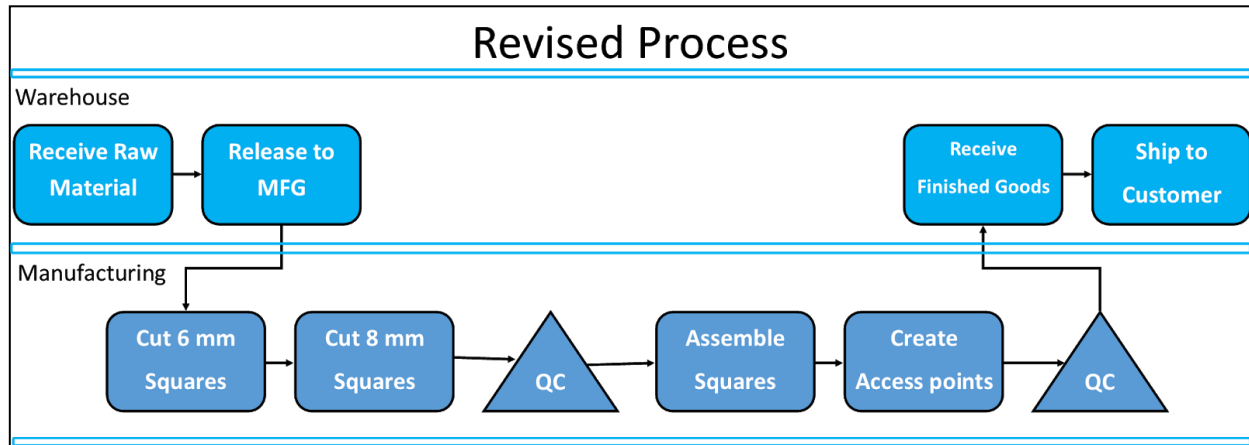 Revised Process
Warehouse
Receive Raw
Material
Release to
MFG
Receive
Finished Goods
Ship to
Customer
Manufacturing
Cut 6 mm
Squares
Cut 8 mm
Squares
QC
Assemble
Squares
Create
Access points
QC